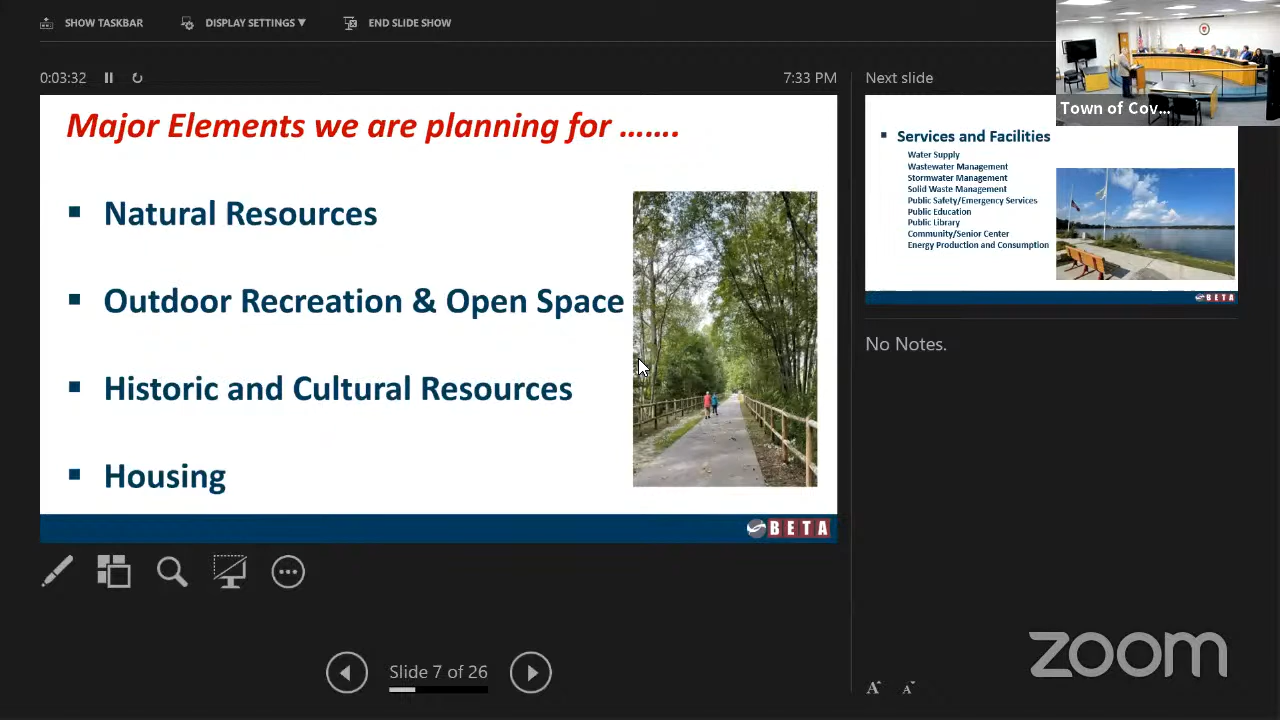 SHOW TASKBAR
DISPLAY SETTINGS ▼
END SLIDE SHOW
0:03:32
7:33 PM
Next slide
Town of Cov...
Major Elements we are planning for .......
▪ Natural Resources
▪ Outdoor Recreation & Open Space
▪ Historic and Cultural Resources
▪ Housing
BETA
▪ Services and Facilities
Water Supply
Wastewater Management
Stormwater Management
Solid Waste Management
Public Safety/Emergency Services
Public Education
Public Library
Community/Senior Center
Energy Production and Consumption
BETA
No Notes.
Slide 7 of 26
A A
zoom